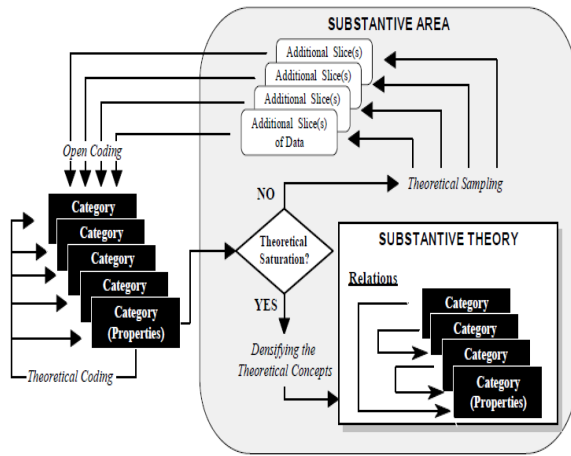 SUBSTANTIVE AREA
Additional Slice(s)
Additional Slice(s)
Additional Slice(s)
Additional Slice(s)
of Data
Open Coding
Theoretical Sampling
NO
Category
Category
Category
Category
Category
(Properties)
Theoretical
Saturation?
YES
SUBSTANTIVE THEORY
Relations
Category
Category
Category
Category
(Properties)
Densifying the
Theoretical Concepts
Theoretical Coding